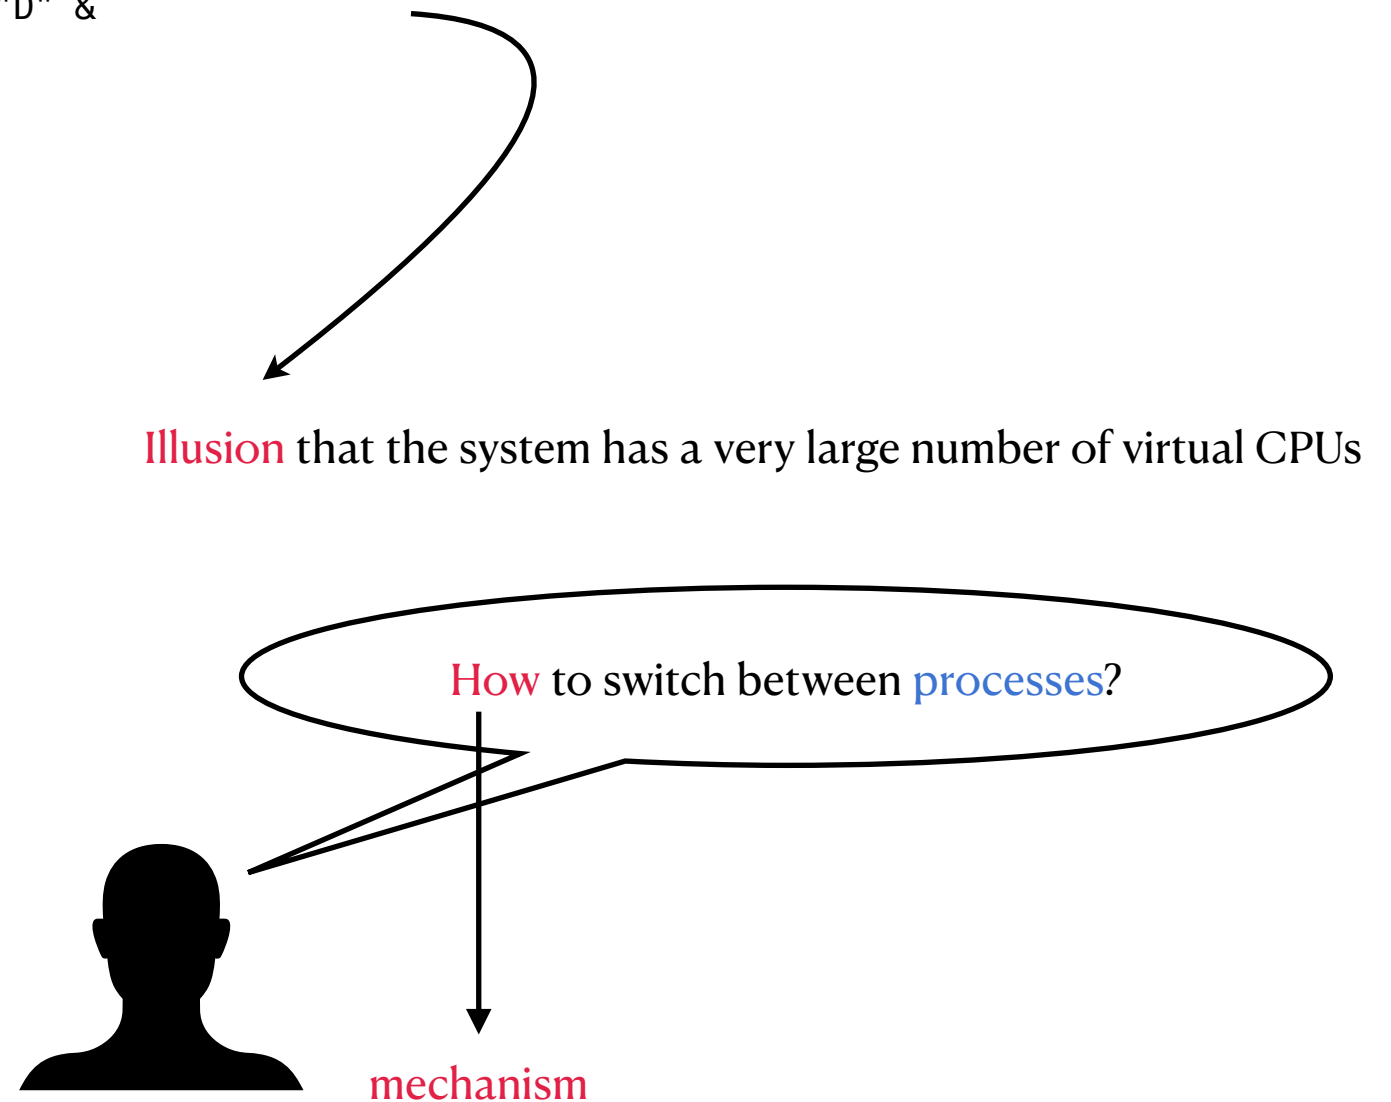 "D" &
Illusion that the system has a very large number of virtual CPUs
How to switch between processes?
mechanism